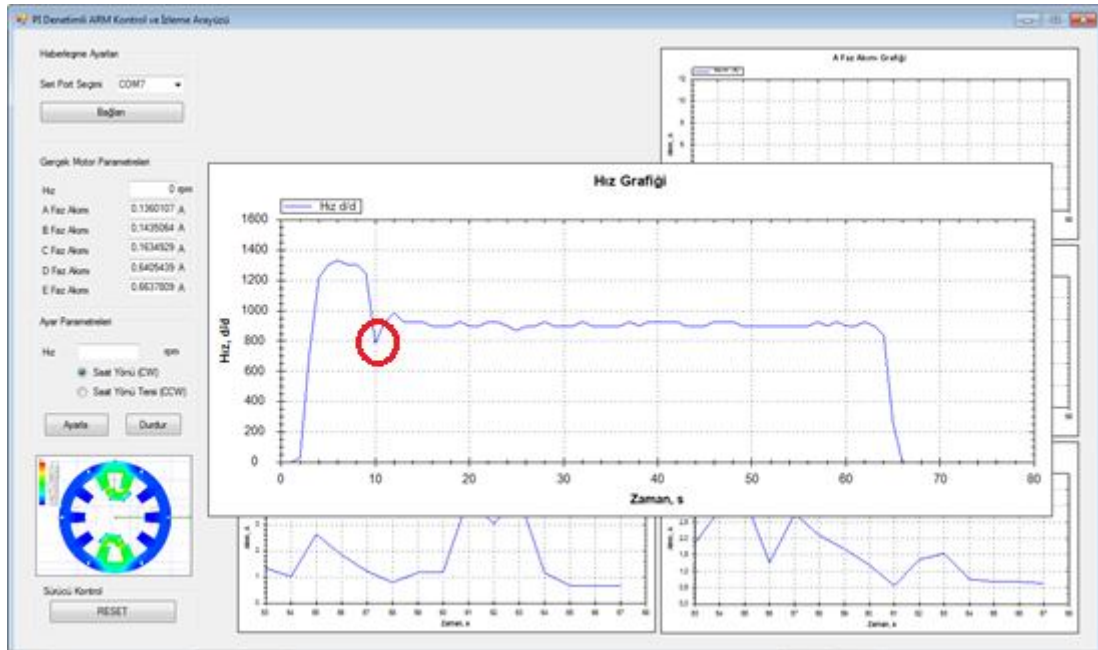 PI Denetimli ARM Kontrol ve İzleme Arayüzü
Haberleşme Ayarları
Seri Port Seçimi COM7
Bağlan
Gerçek Motor Parametreleri
Hız 0 rpm
A Faz Akımı 0.1360107 A
B Faz Akımı 0.1435064 A
C Faz Akımı 0.1634929 A
D Faz Akımı 0.6405439 A
E Faz Akımı 0.6637809 A
Ayar Parametreleri
Hız rpm
Saat Yönü (CW)
Saat Yönü Tersi (CCW)
Ayarla Durdur
Sürücü Kontrol
RESET
A Faz Akımı Grafiği
Hız Grafiği
Hız d/d
Hız, d/d
1600
1400
1200
1000
800
600
400
200
0
0 10 20 30 40 50 60 70 80
Zaman, s
Zaman, s
Zaman, s